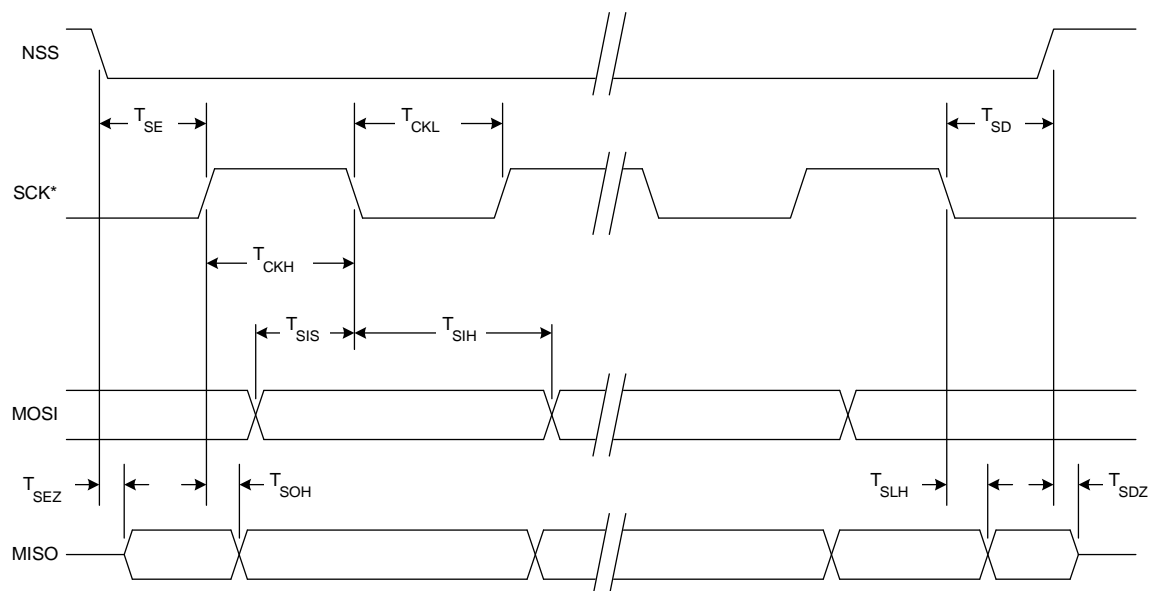 NSS
T_SE
T_CKL
T_SD
SCK*
T_CKH
T_SIS
T_SIH
MOSI
T_SEZ
T_SOH
T_SLH
T_SDZ
MISO